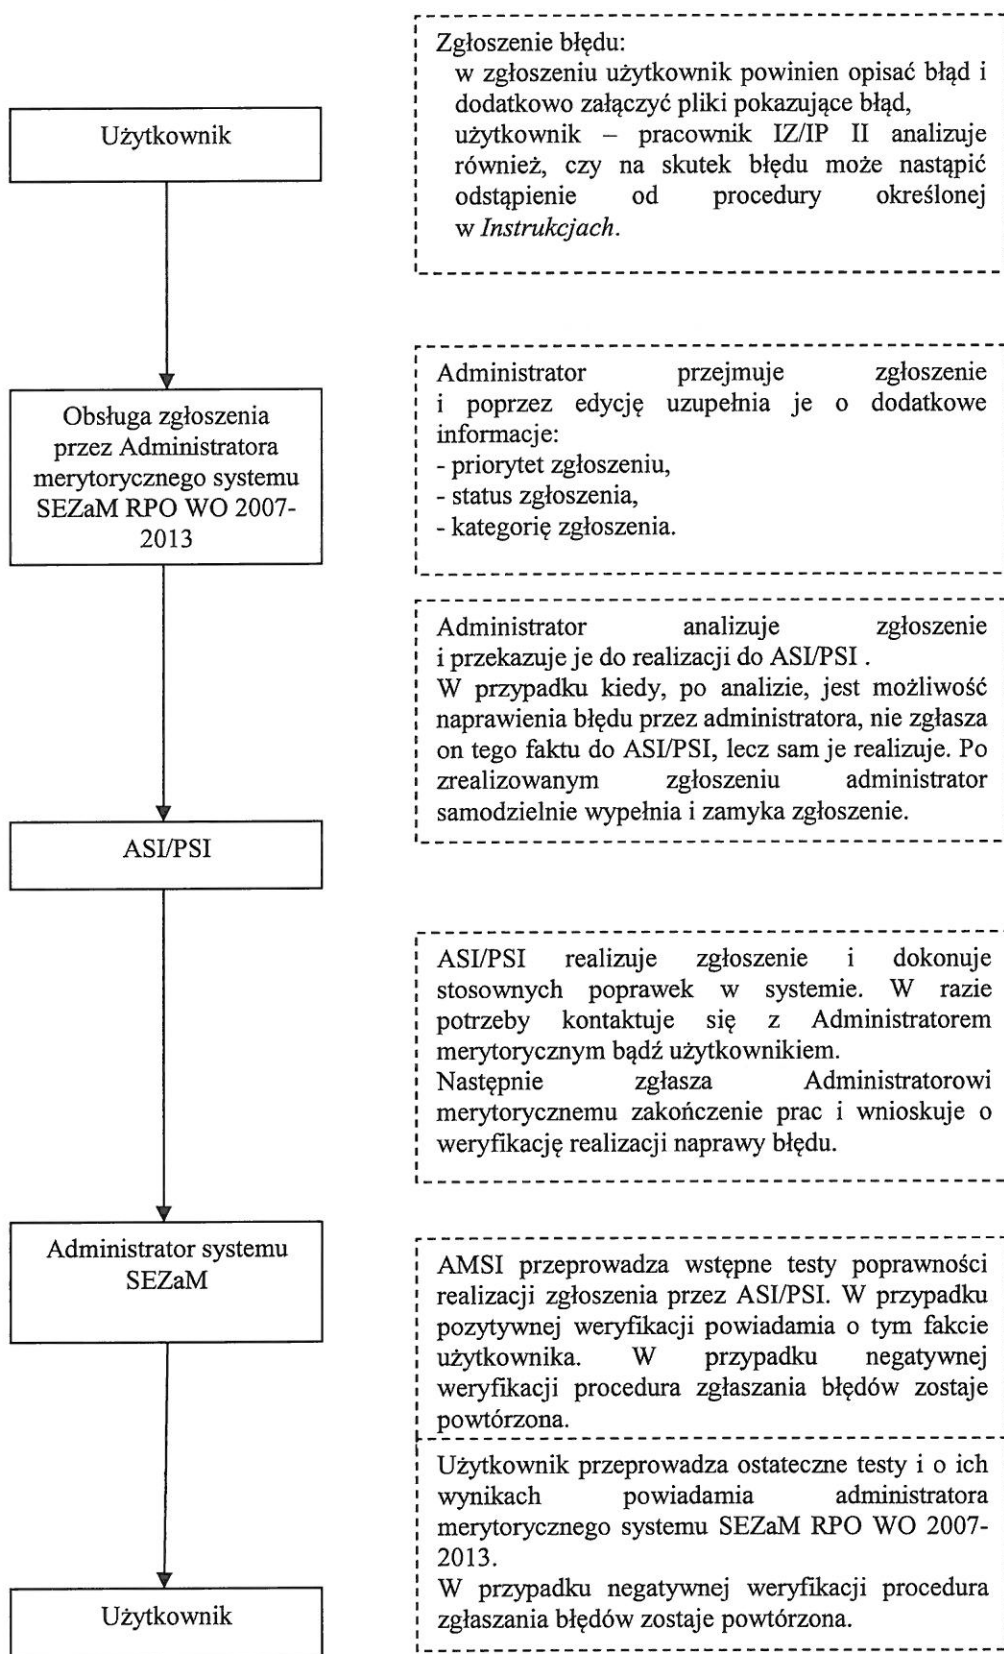 Zgłoszenie błędu:
w zgłoszeniu użytkownik powinien opisać błąd i
dodatkowo załączyć pliki pokazujące błąd,
użytkownik – pracownik IZ/IP II analizuje
również, czy na skutek błędu może nastąpić
odstąpienie od procedury określonej
w Instrukcjach.
Użytkownik
Administrator przejmuje zgłoszenie
i poprzez edycję uzupełnia je o dodatkowe
informacje:
- priorytet zgłoszeniu,
- status zgłoszenia,
- kategorię zgłoszenia.
Obsługa zgłoszenia
przez Administratora
merytorycznego systemu
SEZaM RPO WO 2007-
2013
Administrator analizuje zgłoszenie
i przekazuje je do realizacji do ASI/PSI .
W przypadku kiedy, po analizie, jest możliwość
naprawienia błędu przez administratora, nie zgłasza
on tego faktu do ASI/PSI, lecz sam je realizuje. Po
zrealizowanym zgłoszeniu administrator
samodzielnie wypełnia i zamyka zgłoszenie.
ASI/PSI
ASI/PSI realizuje zgłoszenie i dokonuje
stosownych poprawek w systemie. W razie
potrzeby kontaktuje się z Administratorem
merytorycznym bądź użytkownikiem.
Następnie zgłasza Administratorowi
merytorycznemu zakończenie prac i wnioskuje o
weryfikację realizacji naprawy błędu.
Administrator systemu
SEZaM
AMSI przeprowadza wstępne testy poprawności
realizacji zgłoszenia przez ASI/PSI. W przypadku
pozytywnej weryfikacji powiadamia o tym fakcie
użytkownika. W przypadku negatywnej
weryfikacji procedura zgłaszania błędów zostaje
powtórzona.
Użytkownik przeprowadza ostateczne testy i o ich
wynikach powiadamia administratora
merytorycznego systemu SEZaM RPO WO 2007-
2013.
W przypadku negatywnej weryfikacji procedura
zgłaszania błędów zostaje powtórzona.
Użytkownik